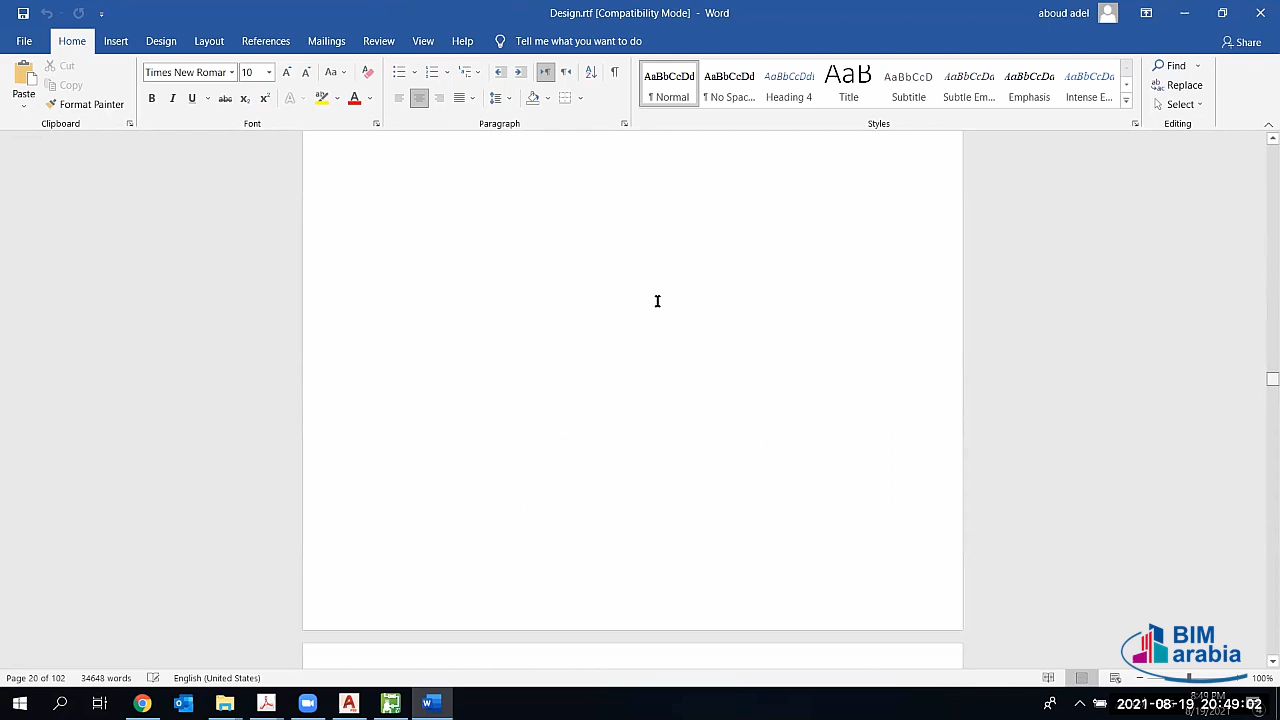 Design.rtf [Compatibility Mode] - Word
aboud adel
File Home Insert Design Layout References Mailings Review View Help Tell me what you want to do
Share
Paste
Cut
Copy
Format Painter
Times New Romar 10
AaBbCcDd AaBbCcDd AaBbCcDd AaB AaBbCcD AaBbCcDd AaBbCcDd AaBbCcDd
¶ Normal ¶ No Spac... Heading 4 Title Subtitle Subtle Em... Emphasis Intense E...
Find
Replace
Select
Clipboard Font Paragraph Styles Editing
BIM
arabia
Page 20 of 102 34648 words English (United States) 100%
2021-08-19 20:49:02